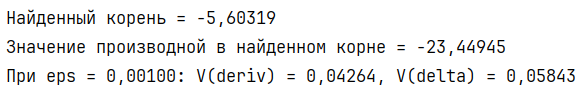 Найденный корень = -5,60319
Значение производной в найденном корне = -23,44945
При eps = 0,00100: V(deriv) = 0,04264, V(delta) = 0,05843